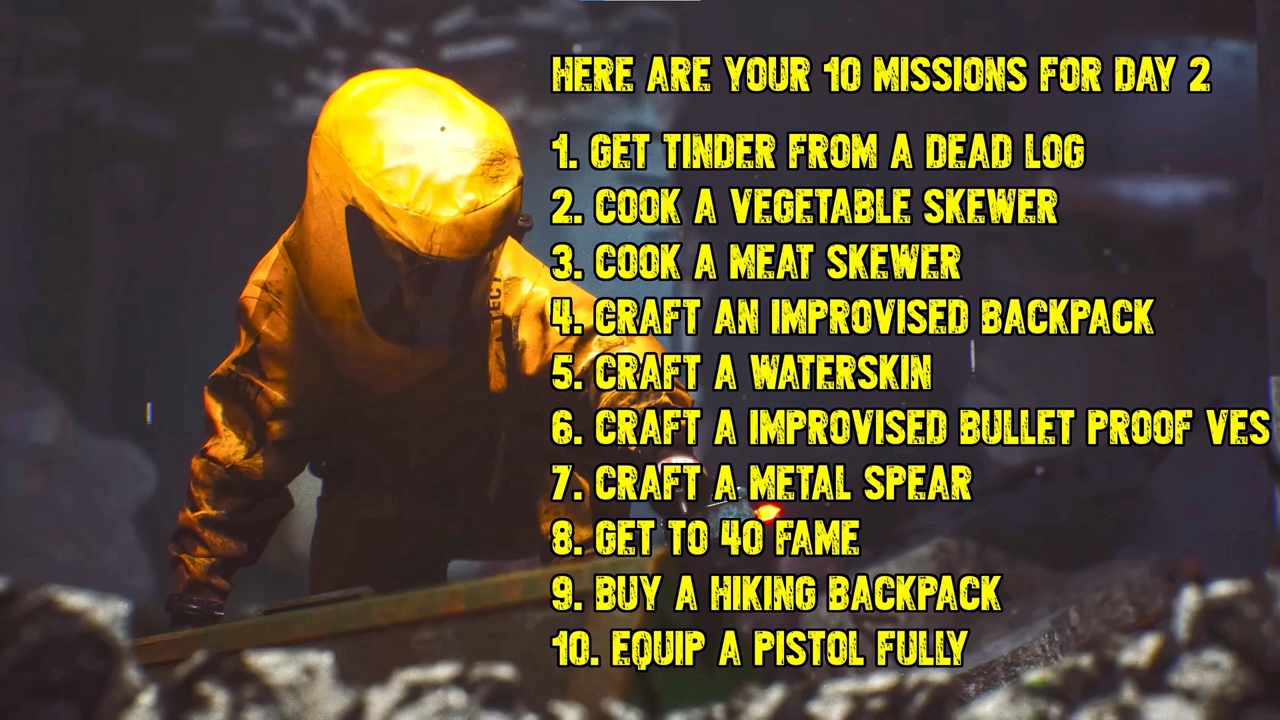 HERE ARE YOUR 10 MISSIONS FOR DAY 2
1. GET TINDER FROM A DEAD LOG
2. COOK A VEGETABLE SKEWER
3. COOK A MEAT SKEWER
4. CRAFT AN IMPROVISED BACKPACK
5. CRAFT A WATERSKIN
6. CRAFT A IMPROVISED BULLET PROOF VES
7. CRAFT A METAL SPEAR
8. GET TO 40 FAME
9. BUY A HIKING BACKPACK
10. EQUIP A PISTOL FULLY